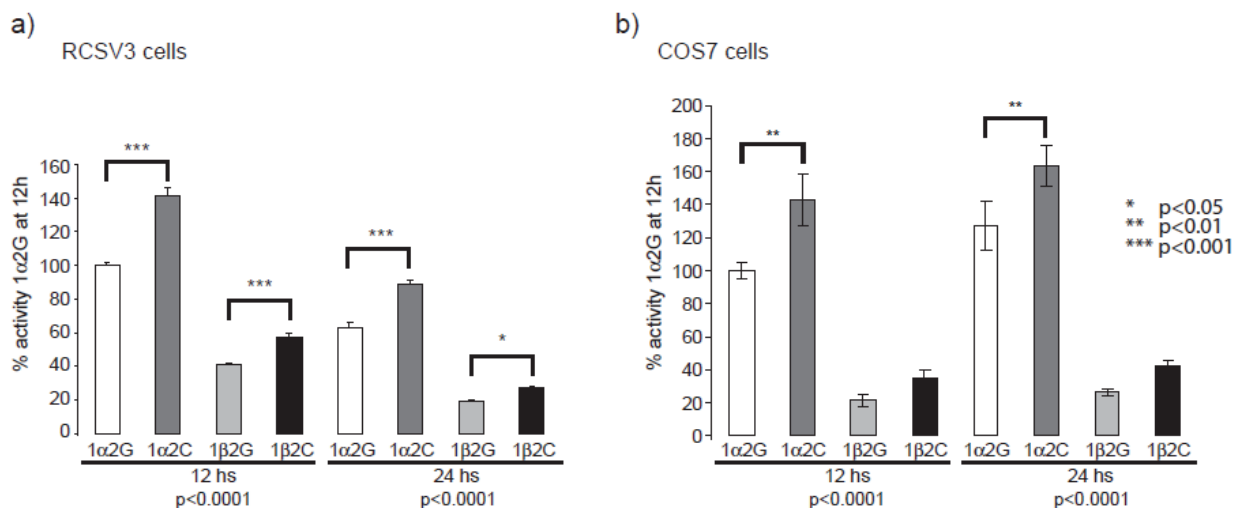 a)
RCSV3 cells
% activity 1α2G at 12h
160
140
120
100
80
60
40
20
0
***
***
***
*
1α2G 1α2C 1β2G 1β2C 1α2G 1α2C 1β2G 1β2C
12 hs 24 hs
p<0.0001 p<0.0001
b)
COS7 cells
% activity 1α2G at 12h
200
180
160
140
120
100
80
60
40
20
0
**
**
* p<0.05
** p<0.01
*** p<0.001
1α2G 1α2C 1β2G 1β2C 1α2G 1α2C 1β2G 1β2C
12 hs 24 hs
p<0.0001 p<0.0001